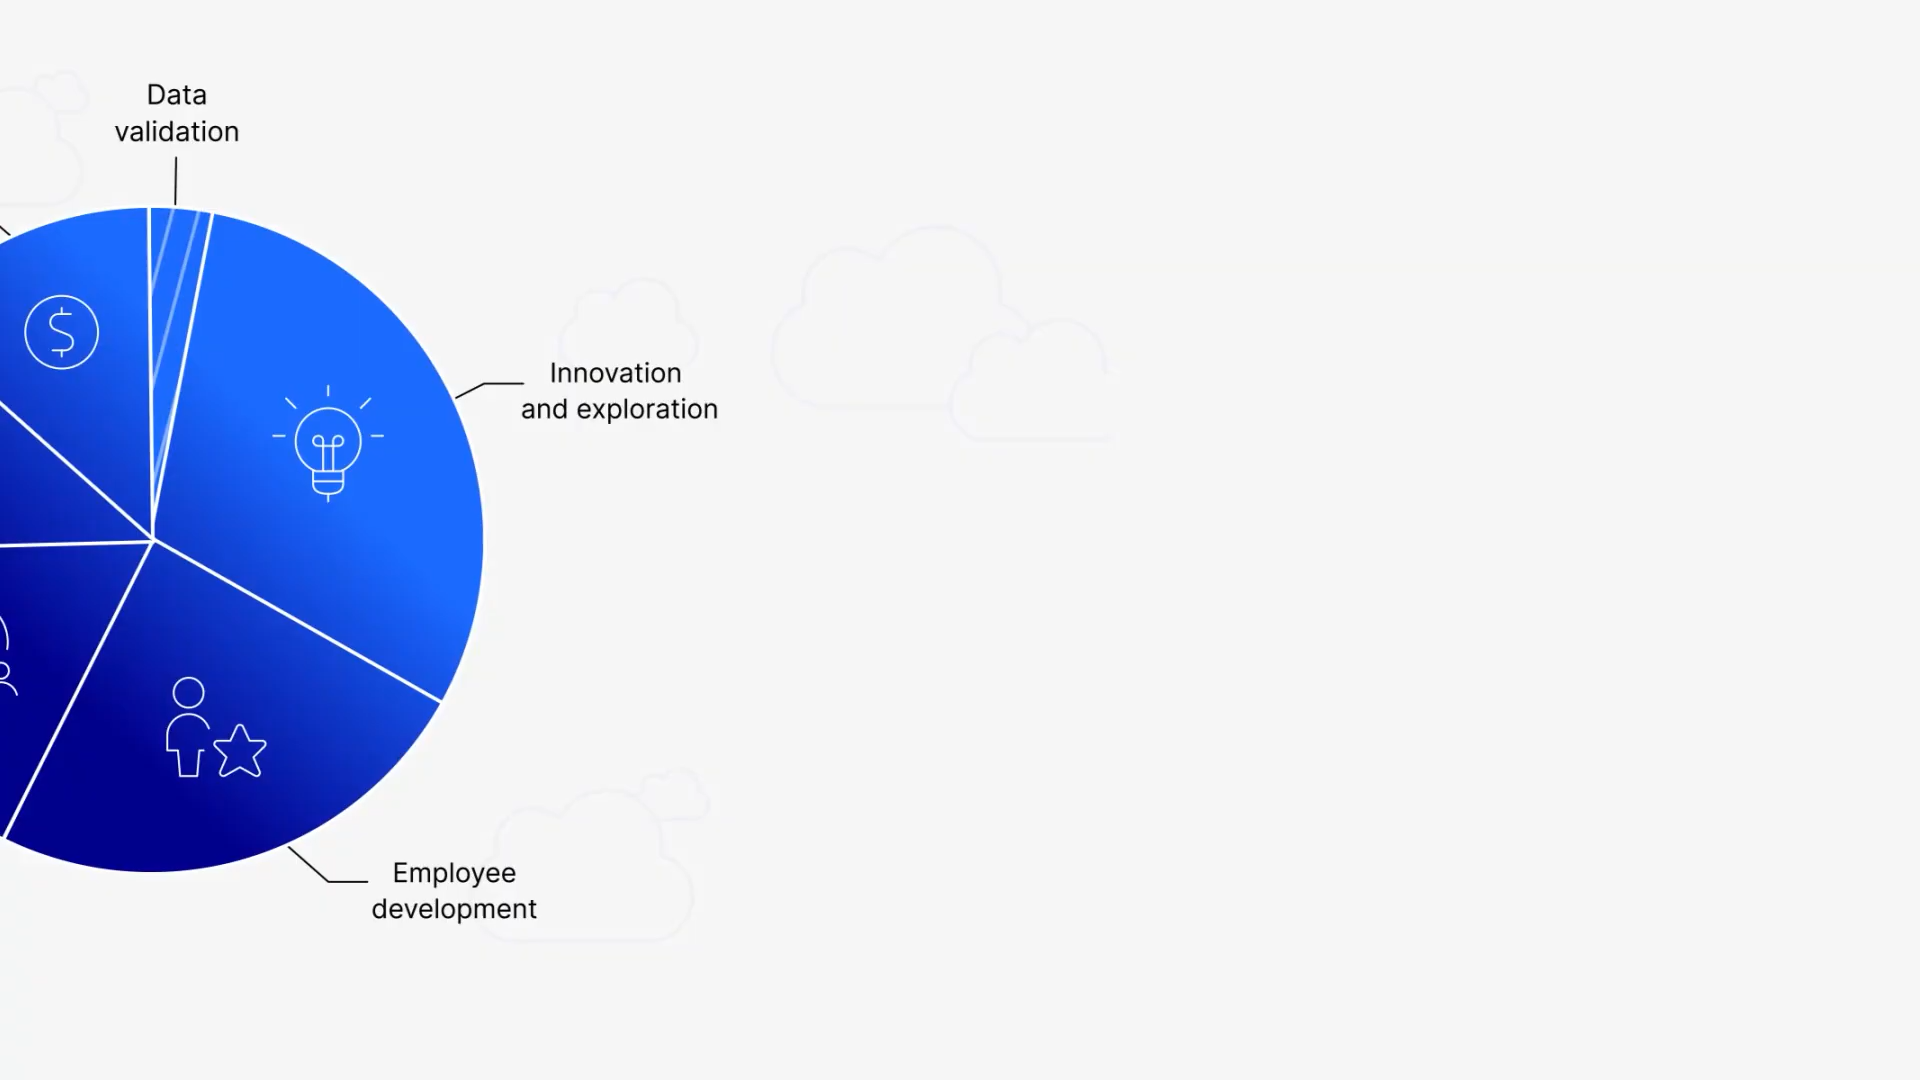 Data
validation
Innovation
and exploration
Employee
development